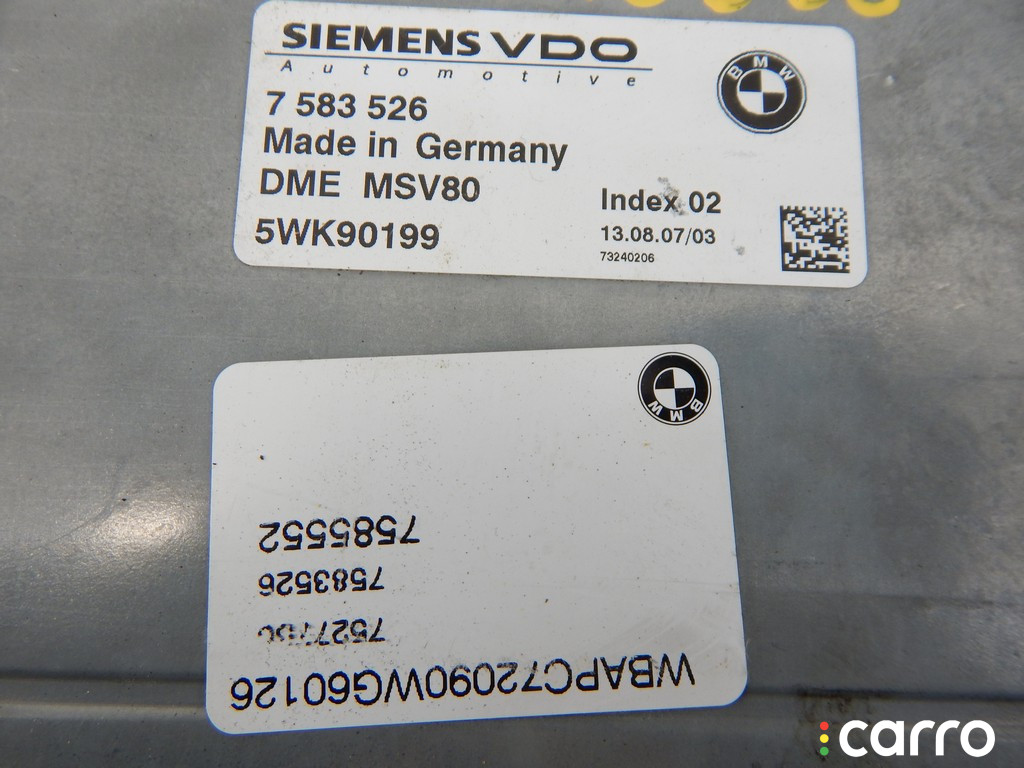 SIEMENS VDO
Automotive
BMW
7 583 526
Made in Germany
DME MSV80
Index 02
5WK90199
13.08.07/03
73240206
BMW
WBAPC72090WG60126
7583526
7585552
carro